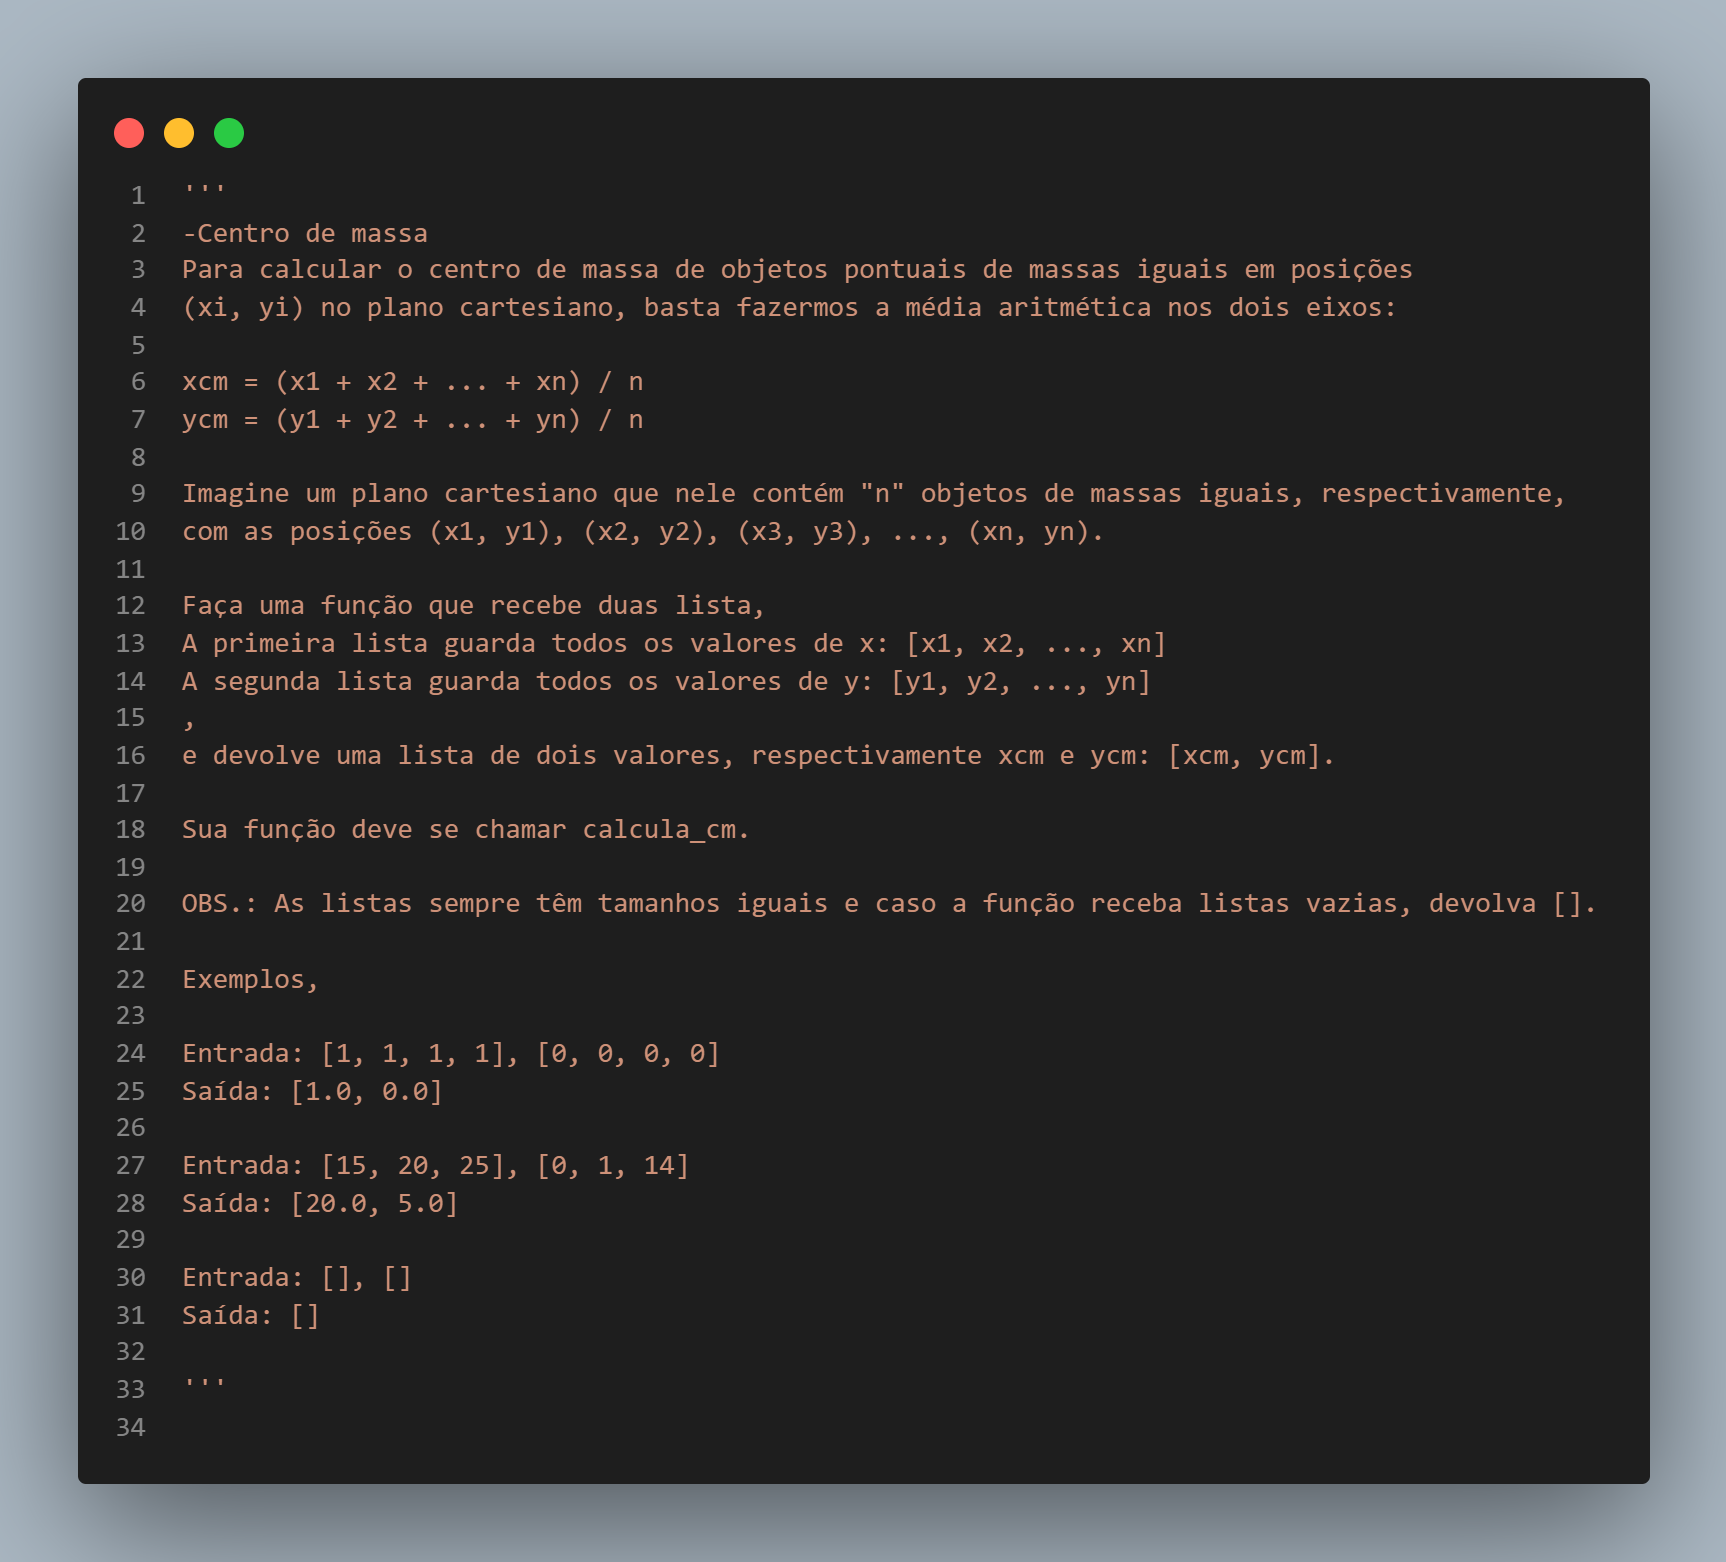 1 '''
2 -Centro de massa
3 Para calcular o centro de massa de objetos pontuais de massas iguais em posições
4 (xi, yi) no plano cartesiano, basta fazermos a média aritmética nos dois eixos:
5
6 xcm = (x1 + x2 + ... + xn) / n
7 ycm = (y1 + y2 + ... + yn) / n
8
9 Imagine um plano cartesiano que nele contém "n" objetos de massas iguais, respectivamente,
10 com as posições (x1, y1), (x2, y2), (x3, y3), ..., (xn, yn).
11
12 Faça uma função que recebe duas lista,
13 A primeira lista guarda todos os valores de x: [x1, x2, ..., xn]
14 A segunda lista guarda todos os valores de y: [y1, y2, ..., yn]
15 ,
16 e devolve uma lista de dois valores, respectivamente xcm e ycm: [xcm, ycm].
17
18 Sua função deve se chamar calcula_cm.
19
20 OBS.: As listas sempre têm tamanhos iguais e caso a função receba listas vazias, devolva [].
21
22 Exemplos,
23
24 Entrada: [1, 1, 1, 1], [0, 0, 0, 0]
25 Saída: [1.0, 0.0]
26
27 Entrada: [15, 20, 25], [0, 1, 14]
28 Saída: [20.0, 5.0]
29
30 Entrada: [], []
31 Saída: []
32
33 '''
34